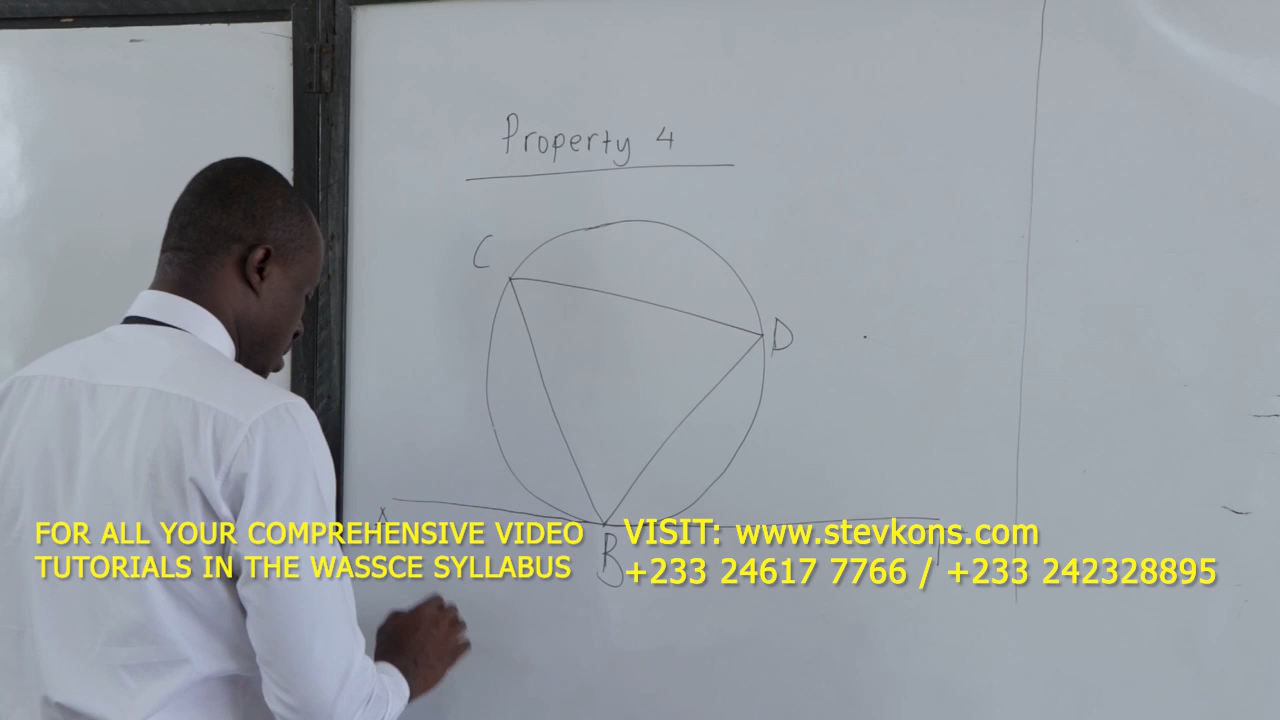 Property 4
C
D
X
B
T
FOR ALL YOUR COMPREHENSIVE VIDEO
TUTORIALS IN THE WASSCE SYLLABUS
VISIT: www.stevkons.com
+233 24617 7766 / +233 242328895